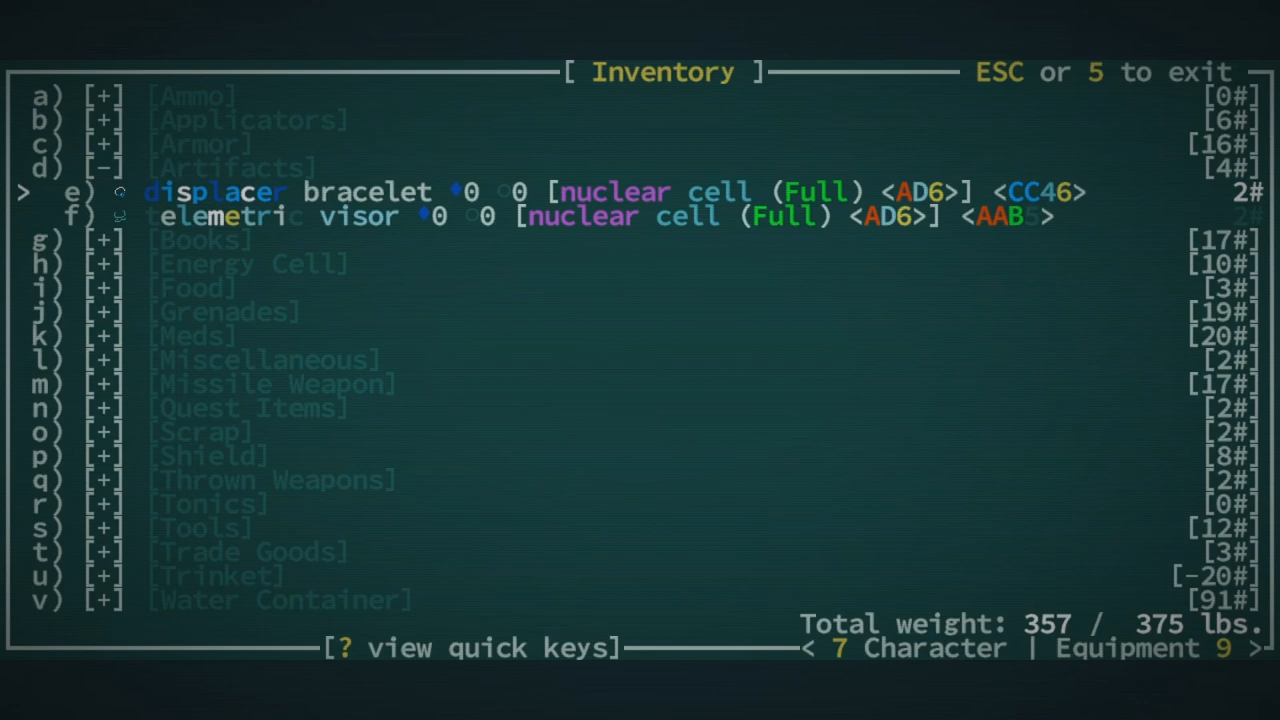 [ Inventory ] ESC or 5 to exit
a) [+] [Ammo] [0#]
b) [+] [Applicators] [6#]
c) [+] [Armor] [16#]
d) [-] [Artifacts] [4#]
> e) displacer bracelet ♦0 ○0 [nuclear cell (Full) <AD6>] <CC46> 2#
f) telemetric visor ♦0 ○0 [nuclear cell (Full) <AD6>] <AAB5> 2#
g) [+] [Books] [17#]
h) [+] [Energy Cell] [10#]
i) [+] [Food] [3#]
j) [+] [Grenades] [19#]
k) [+] [Meds] [20#]
l) [+] [Miscellaneous] [2#]
m) [+] [Missile Weapon] [17#]
n) [+] [Quest Items] [2#]
o) [+] [Scrap] [2#]
p) [+] [Shield] [8#]
q) [+] [Thrown Weapons] [2#]
r) [+] [Tonics] [0#]
s) [+] [Tools] [12#]
t) [+] [Trade Goods] [3#]
u) [+] [Trinket] [-20#]
v) [+] [Water Container] [91#]
Total weight: 357 / 375 lbs.
[? view quick keys] < 7 Character | Equipment 9 >